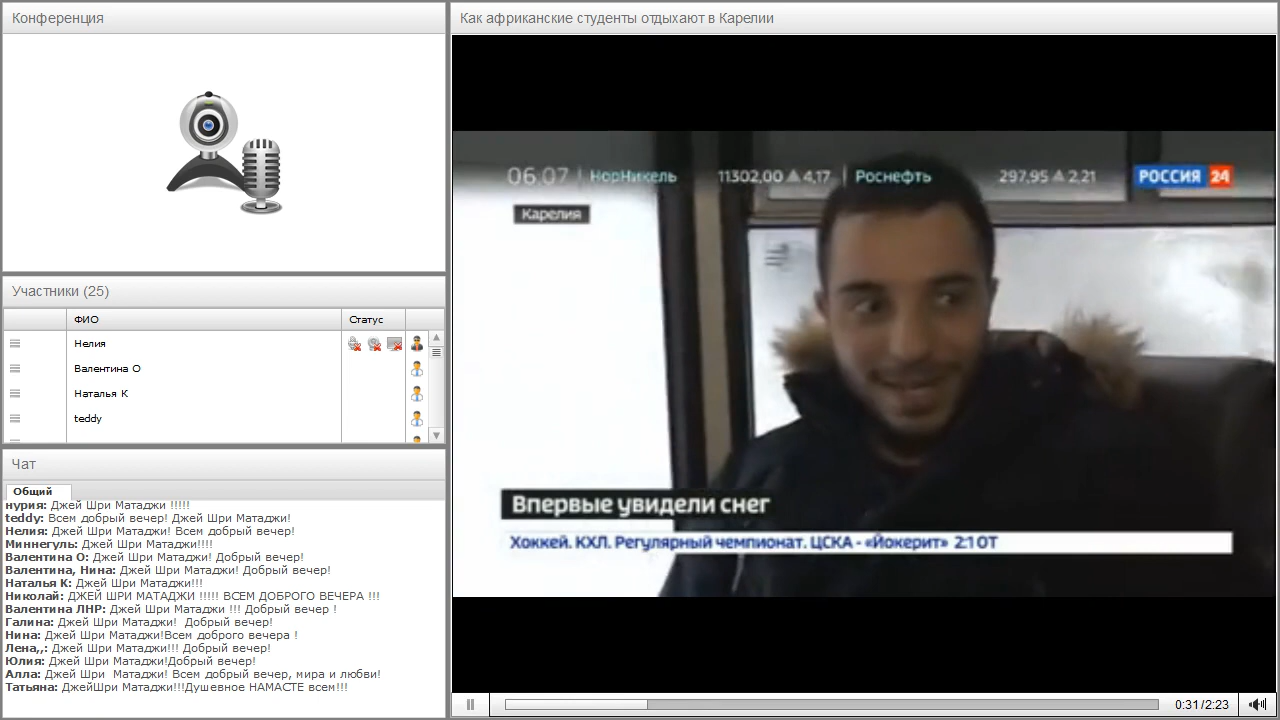 Конференция
Участники (25)
ФИО
Статус
Нелия
Валентина О
Наталья К
teddy
Чат
Общий
нурия: Джей Шри Матаджи !!!!!
teddy: Всем добрый вечер! Джей Шри Матаджи!
Нелия: Джей Шри Матаджи! Всем добрый вечер!
Миннегуль: Джей Шри Матаджи!!!!
Валентина О: Джей Шри Матаджи! Добрый вечер!
Валентина, Нина: Джей Шри Матаджи! Добрый вечер!
Наталья К: Джей Шри Матаджи!!!
Николай: ДЖЕЙ ШРИ МАТАДЖИ !!!!! ВСЕМ ДОБРОГО ВЕЧЕРА !!!
Валентина ЛНР: Джей Шри Матаджи !!! Добрый вечер !
Галина: Джей Шри Матаджи!  Добрый вечер!
Нина: Джей Шри Матаджи!Всем доброго вечера !
Лена,,: Джей Шри Матаджи!!! Добрый вечер!
Юлия: Джей Шри Матаджи!Добрый вечер!
Алла: Джей Шри  Матаджи! Всем добрый вечер, мира и любви!
Татьяна: ДжейШри Матаджи!!!Душевное НАМАСТЕ всем!!!
Как африканские студенты отдыхают в Карелии
06.07 НорНикель 11302,00 ▲ 4,17 Роснефть 297,95 ▲ 2,21 РОССИЯ 24
Карелия
Впервые увидели снег
Хоккей. КХЛ. Регулярный чемпионат. ЦСКА - «Йокерит» 2:1 ОТ
0:31/2:23